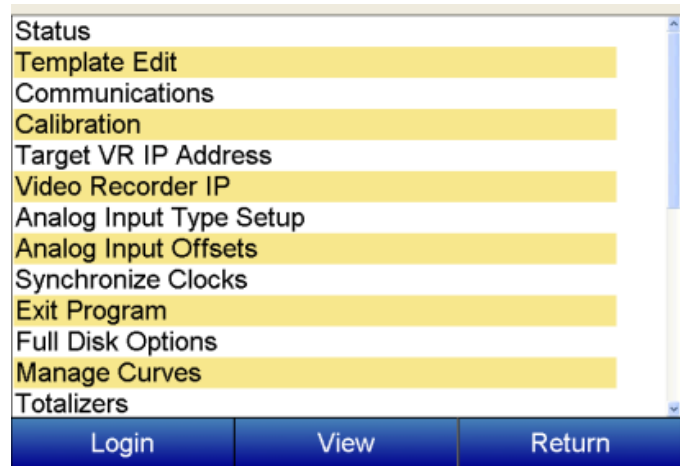 Status
Template Edit
Communications
Calibration
Target VR IP Address
Video Recorder IP
Analog Input Type Setup
Analog Input Offsets
Synchronize Clocks
Exit Program
Full Disk Options
Manage Curves
Totalizers
Login View Return